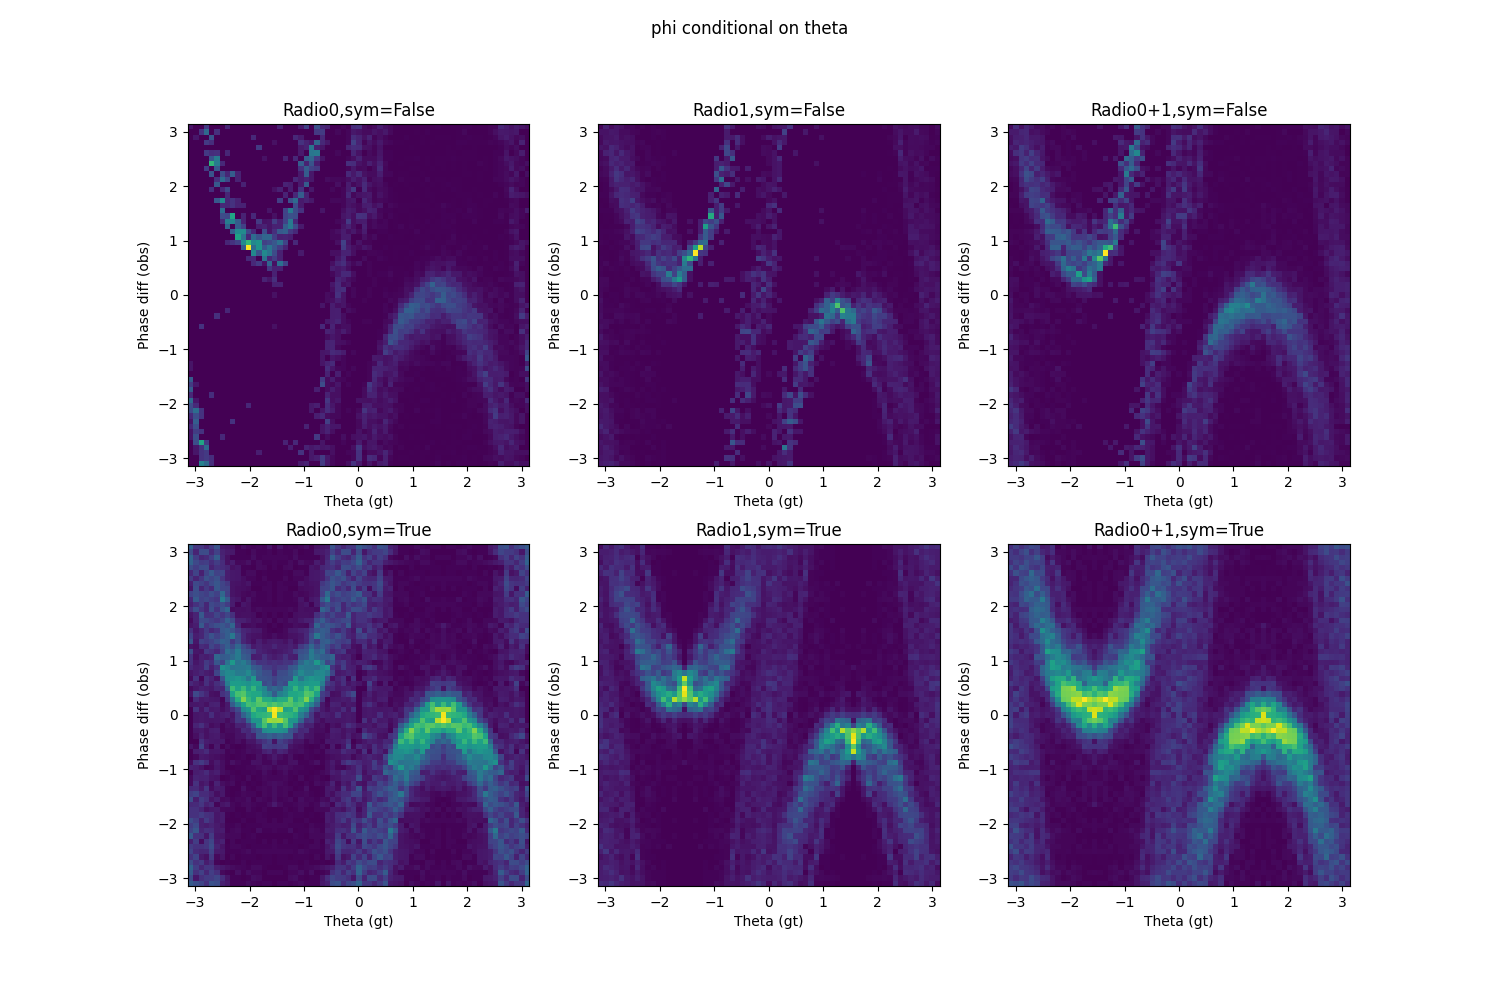 phi conditional on theta
Radio0,sym=False
Radio1,sym=False
Radio0+1,sym=False
Phase diff (obs)
3
2
1
0
−1
−2
−3
−3 −2 −1 0 1 2 3
Theta (gt)
Phase diff (obs)
3
2
1
0
−1
−2
−3
−3 −2 −1 0 1 2 3
Theta (gt)
Phase diff (obs)
3
2
1
0
−1
−2
−3
−3 −2 −1 0 1 2 3
Theta (gt)
Radio0,sym=True
Radio1,sym=True
Radio0+1,sym=True
Phase diff (obs)
3
2
1
0
−1
−2
−3
−3 −2 −1 0 1 2 3
Theta (gt)
Phase diff (obs)
3
2
1
0
−1
−2
−3
−3 −2 −1 0 1 2 3
Theta (gt)
Phase diff (obs)
3
2
1
0
−1
−2
−3
−3 −2 −1 0 1 2 3
Theta (gt)